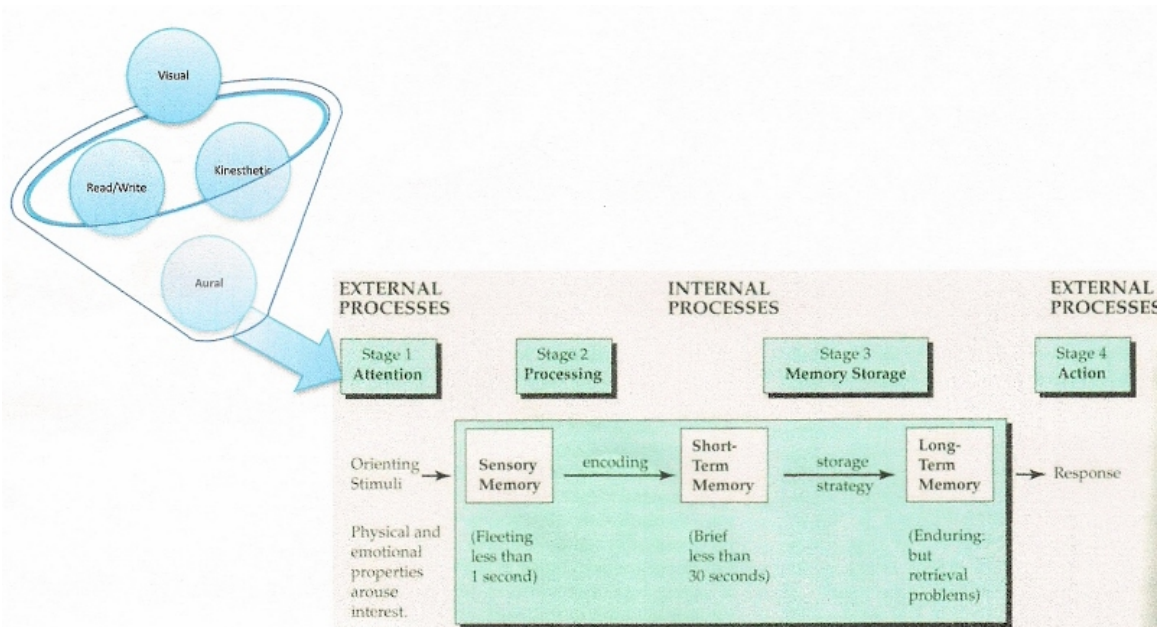 Visual
Read/Write
Kinesthetic
Aural
EXTERNAL
PROCESSES
INTERNAL
PROCESSES
EXTERNAL
PROCESSES
Stage 1
Attention
Stage 2
Processing
Stage 3
Memory Storage
Stage 4
Action
Orienting
Stimuli
Sensory
Memory
encoding
Short-
Term
Memory
storage
strategy
Long-
Term
Memory
Response
Physical and
emotional
properties
arouse
interest.
(Fleeting
less than
1 second)
(Brief
less than
30 seconds)
(Enduring:
but
retrieval
problems)